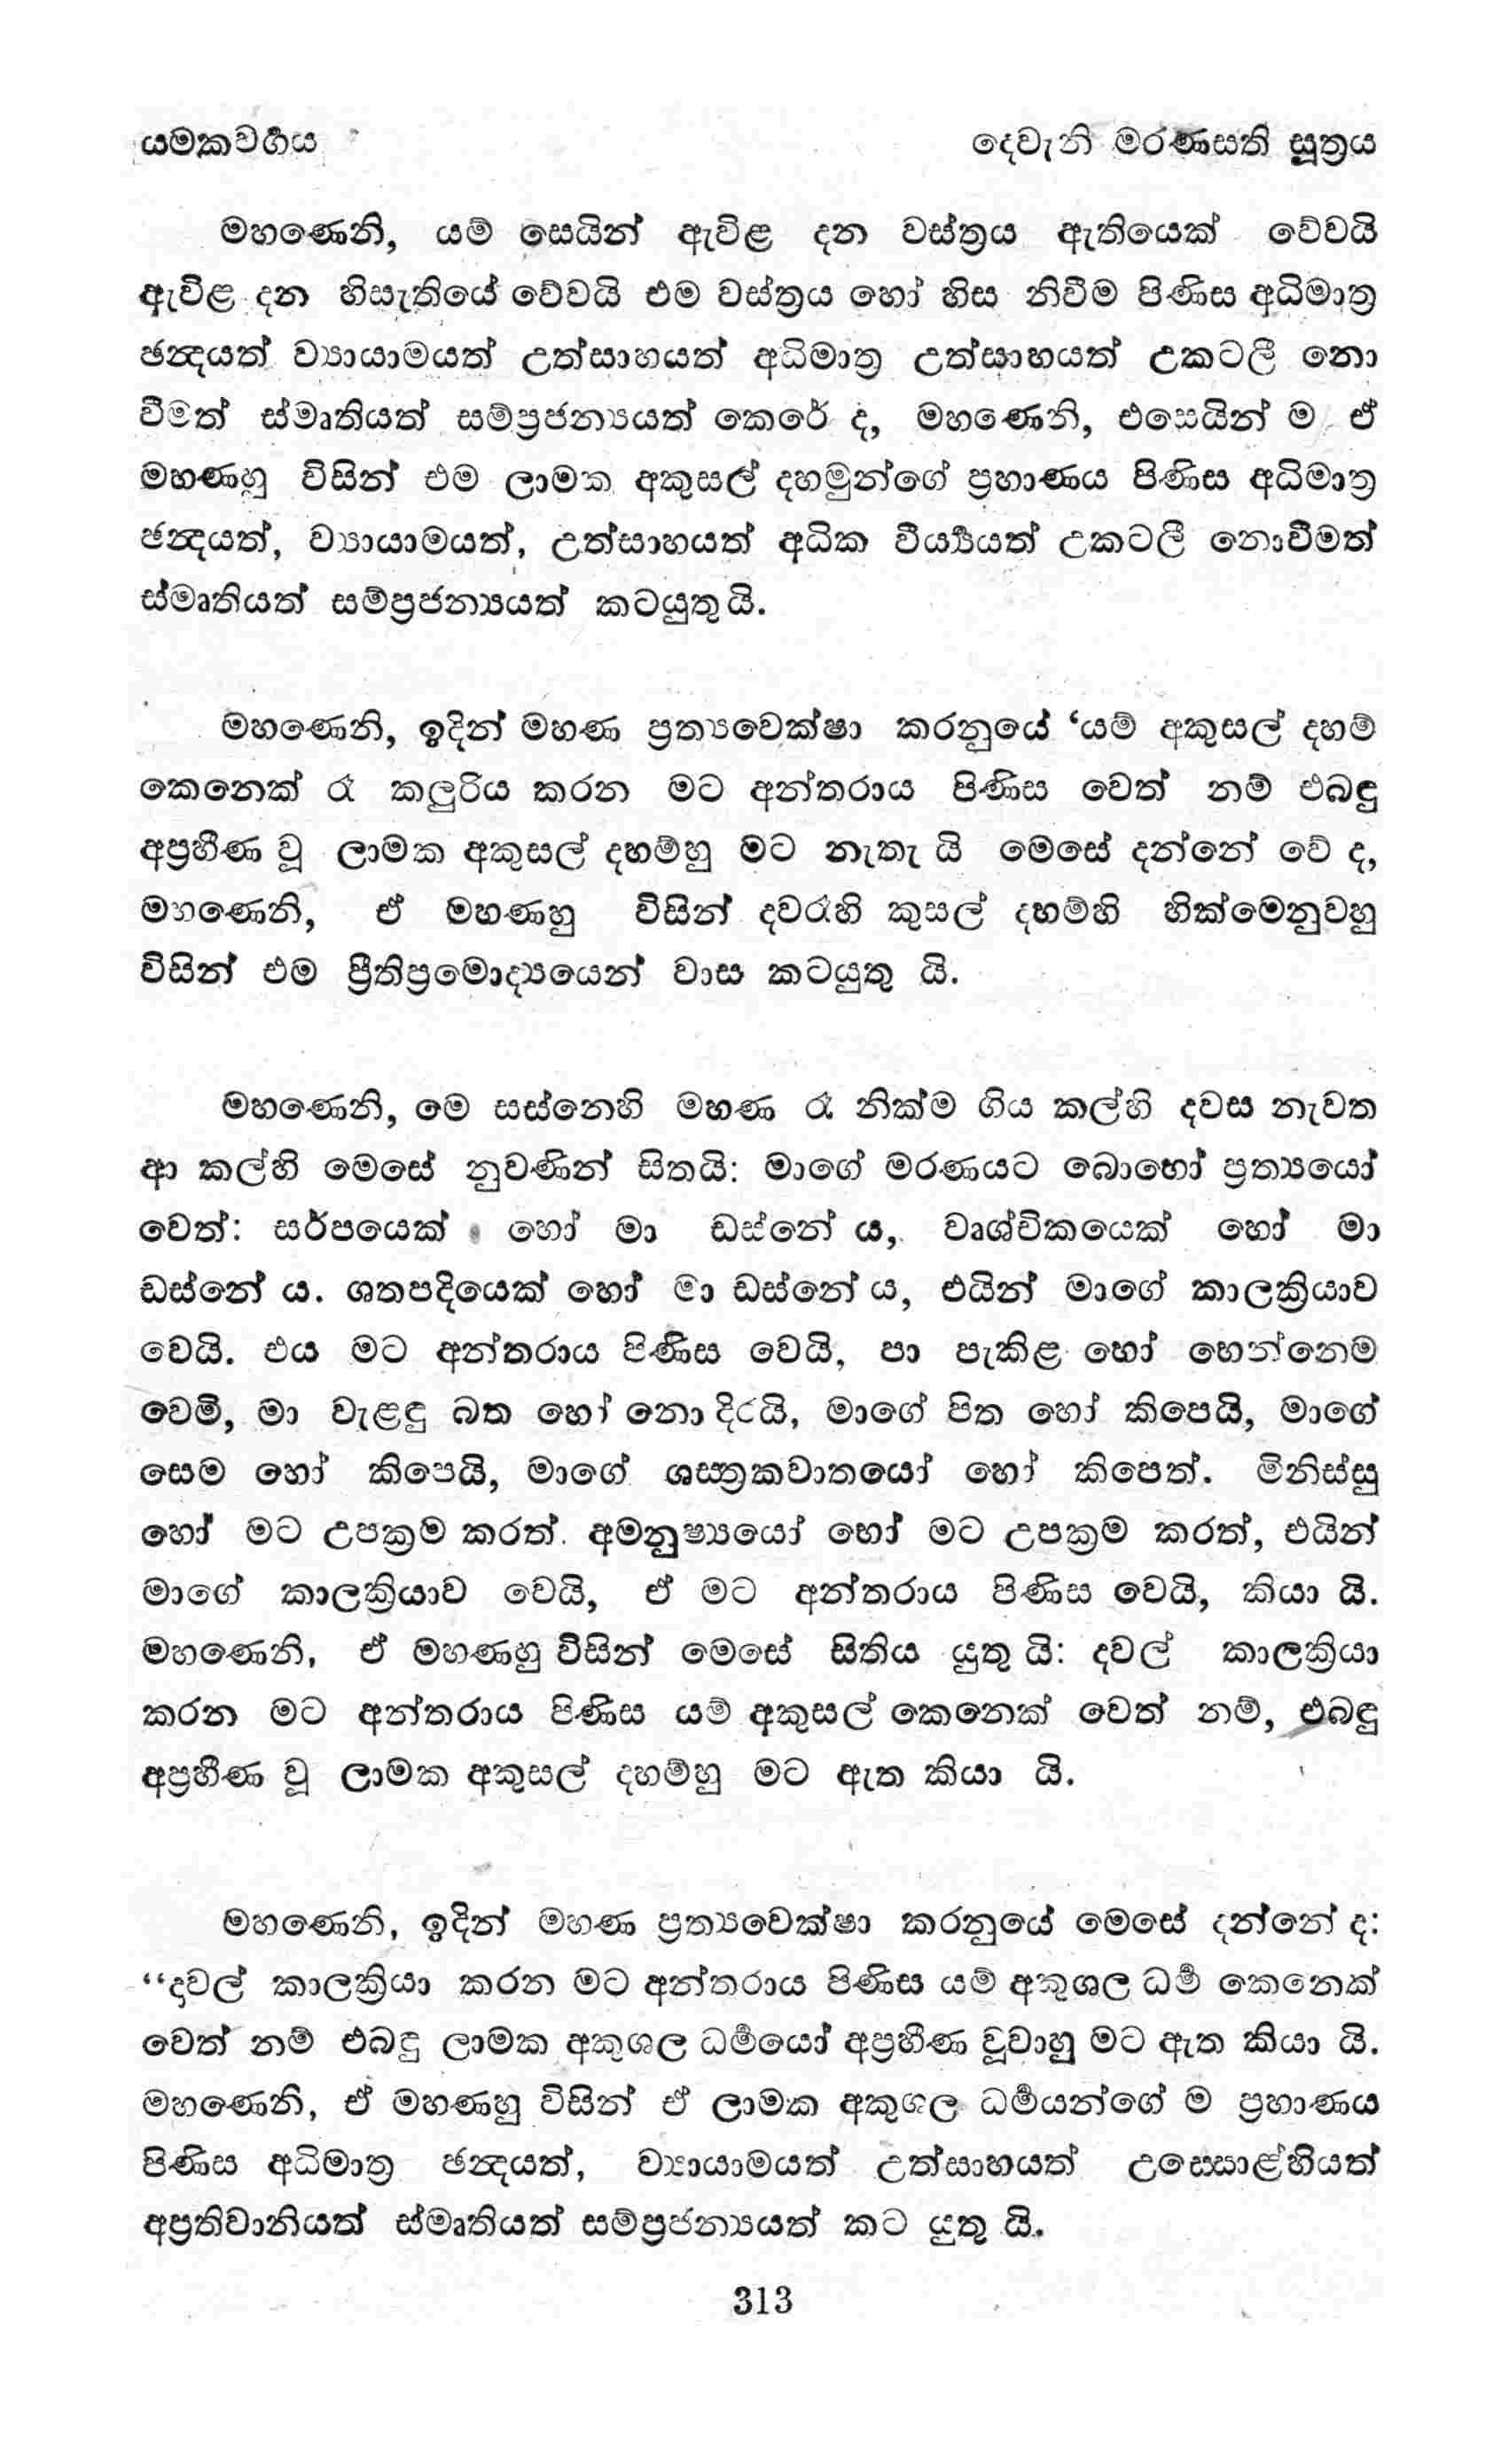 යමකවර්‍ගය
දෙවැනි මරණසති සූත්‍රය
මහණෙනි, යම් සෙයින් ඇවිළ දන වස්ත්‍රය ඇතියෙක් වේවයි
ඇවිළ දන හිසැතියේ වේවයි එම වස්ත්‍රය හෝ හිස නිවීම පිණිස අධිමාත්‍ර
ඡන්‍දයත් ව්‍යායාමයත් උත්සාහයත් අධිමාත්‍ර උත්සාහයත් උකටලී නො
වීමත් ස්මෘතියත් සම්ප්‍රජන්‍යයත් කෙරේ ද, මහණෙනි, එසෙයින් ම ඒ
මහණහු විසින් එම ලාමක අකුසල් දහමුන්ගේ ප්‍රහාණය පිණිස අධිමාත්‍ර
ඡන්‍දයත්, ව්‍යායාමයත්, උත්සාහයත් අධික වීර්‍ය්‍යයත් උකටලී නොවීමත්
ස්මෘතියත් සම්ප්‍රජන්‍යයත් කටයුතුයි.
මහණෙනි, ඉදින් මහණ ප්‍රත්‍යවෙක්ෂා කරනුයේ ‘යම් අකුසල් දහම්
කෙනෙක් රෑ කලුරිය කරන මට අන්තරාය පිණිස වෙත් නම් එබඳු
අප්‍රහීණ වූ ලාමක අකුසල් දහම්හු මට නැතැ යි මෙසේ දන්නේ වේ ද,
මහණෙනි, ඒ මහණහු විසින් දවරෑහි කුසල් දහම්හි හික්මෙනුවහු
විසින් එම ප්‍රීතිප්‍රමොද්‍යයෙන් වාස කටයුතු යි.
මහණෙනි, මෙ සස්නෙහි මහණ රෑ නික්ම ගිය කල්හි දවස නැවත
ආ කල්හි මෙසේ නුවණින් සිතයි: මාගේ මරණයට බොහෝ ප්‍රත්‍යයෝ
වෙත්: සර්පයෙක් හෝ මා ඩස්නේ ය, වෘශ්චිකයෙක් හෝ මා
ඩස්නේ ය. ශතපදියෙක් හෝ මා ඩස්නේ ය, එයින් මාගේ කාලක්‍රියාව
වෙයි. එය මට අන්තරාය පිණිස වෙයි, පා පැකිළ හෝ හෙන්නෙම
වෙමි, මා වැළඳු බත හෝ නො දිරයි, මාගේ පිත හෝ කිපෙයි, මාගේ
සෙම හෝ කිපෙයි, මාගේ ශස්ත්‍රකවාතයෝ හෝ කිපෙත්. මිනිස්සු
හෝ මට උපක්‍රම කරත්. අමනුෂ්‍යයෝ හෝ මට උපක්‍රම කරත්, එයින්
මාගේ කාලක්‍රියාව වෙයි, ඒ මට අන්තරාය පිණිස වෙයි, කියා යි.
මහණෙනි, ඒ මහණහු විසින් මෙසේ සිතිය යුතු යි: දවල් කාලක්‍රියා
කරන මට අන්තරාය පිණිස යම් අකුසල් කෙනෙක් වෙත් නම්, එබඳු
අප්‍රහීණ වූ ලාමක අකුසල් දහම්හු මට ඇත කියා යි.
මහණෙනි, ඉදින් මහණ ප්‍රත්‍යවෙක්ෂා කරනුයේ මෙසේ දන්නේ ද:
“දාවල් කාලක්‍රියා කරන මට අන්තරාය පිණිස යම් අකුශල ධර්‍ම කෙනෙක්
වෙත් නම් එබඳු ලාමක අකුශල ධර්‍මයෝ අප්‍රහීණ වූවාහු මට ඇත කියා යි.
මහණෙනි, ඒ මහණහු විසින් ඒ ලාමක අකුශල ධර්‍මයන්ගේ ම ප්‍රහාණය
පිණිස අධිමාත්‍ර ඡන්‍දයත්, ව්‍යායාමයත් උත්සාහයත් උස්සොළ්හියත්
අප්‍රතිවානියත් ස්මෘතියත් සම්ප්‍රජන්‍යයත් කට යුතු යි.
313